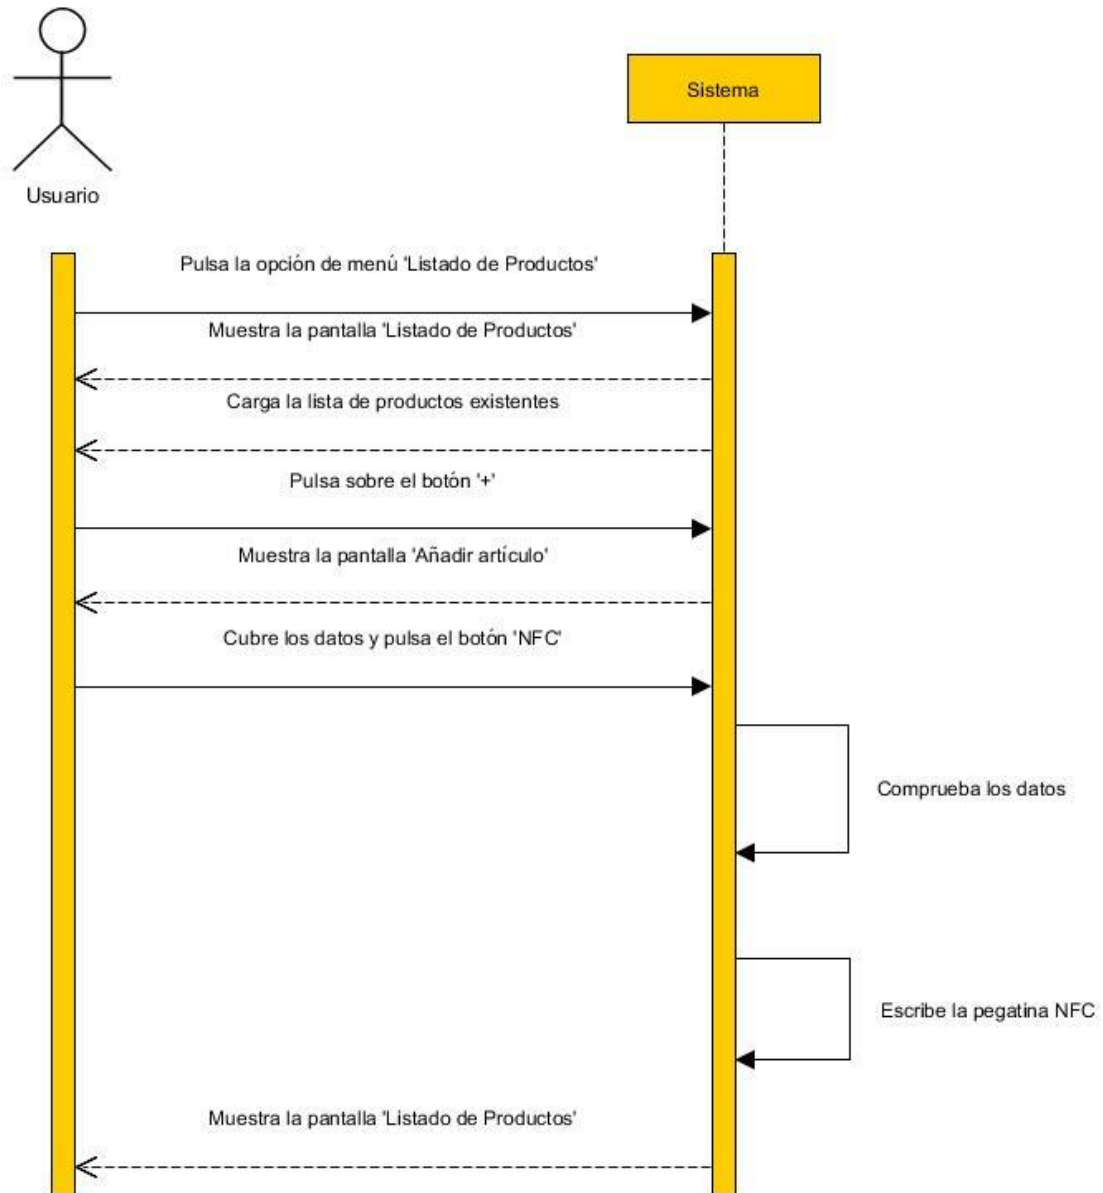 Sistema
Usuario
Pulsa la opción de menú 'Listado de Productos'
Muestra la pantalla 'Listado de Productos'
Carga la lista de productos existentes
Pulsa sobre el botón '+'
Muestra la pantalla 'Añadir artículo'
Cubre los datos y pulsa el botón 'NFC'
Comprueba los datos
Escribe la pegatina NFC
Muestra la pantalla 'Listado de Productos'